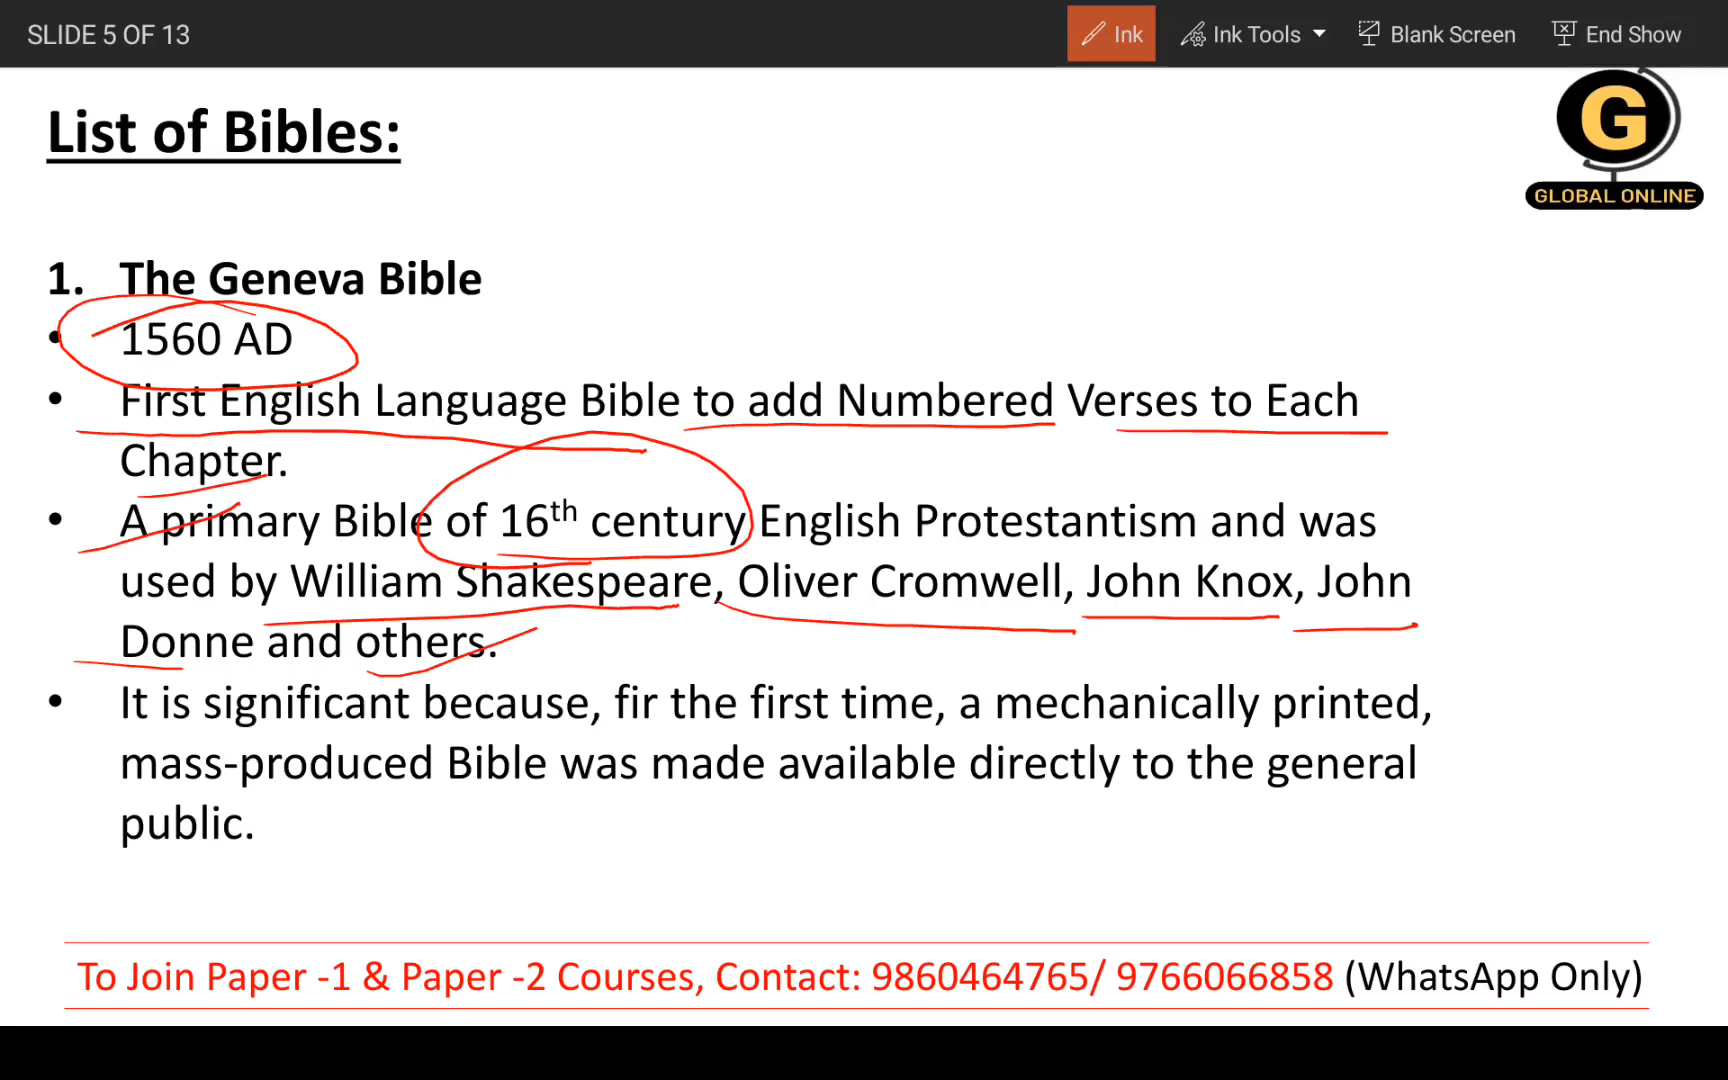 SLIDE 5 OF 13
Ink
Ink Tools
Blank Screen
End Show
List of Bibles:
G
GLOBAL ONLINE
1. The Geneva Bible
• 1560 AD
• First English Language Bible to add Numbered Verses to Each
Chapter.
• A primary Bible of 16th century English Protestantism and was
used by William Shakespeare, Oliver Cromwell, John Knox, John
Donne and others.
• It is significant because, fir the first time, a mechanically printed,
mass-produced Bible was made available directly to the general
public.
To Join Paper -1 & Paper -2 Courses, Contact: 9860464765/ 9766066858 (WhatsApp Only)